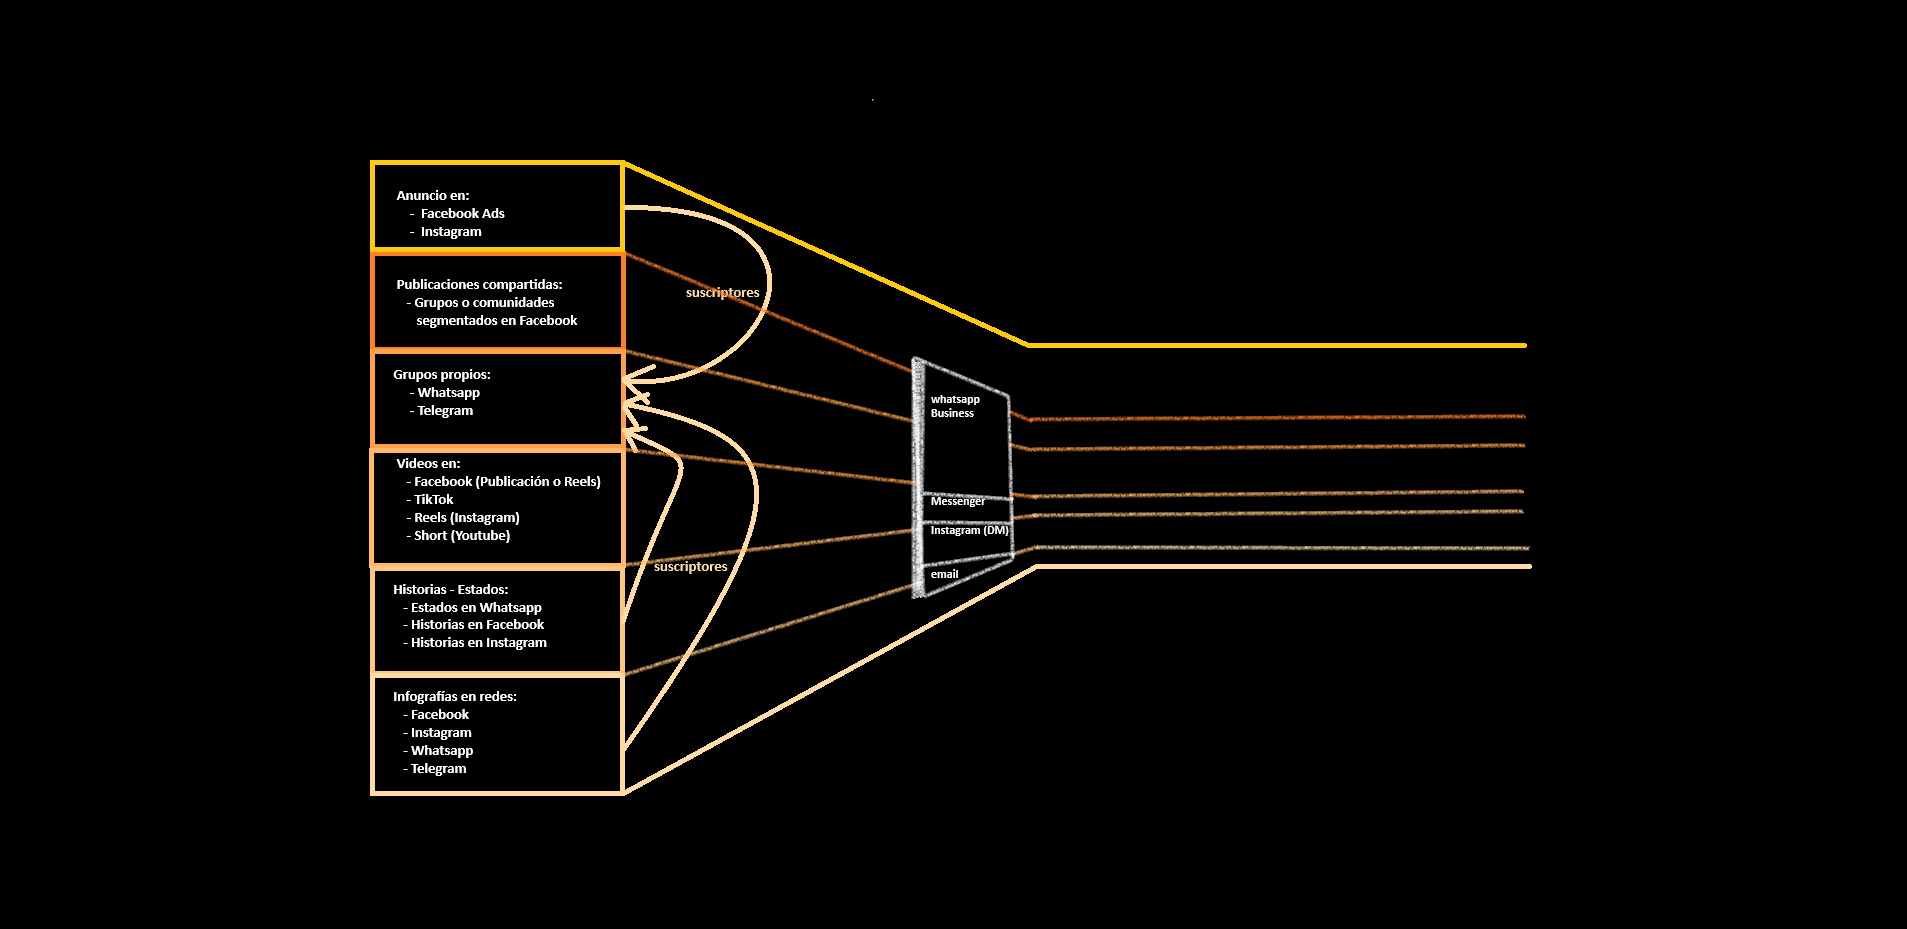 Anuncio en:
- Facebook Ads
- Instagram
suscriptores
Publicaciones compartidas:
- Grupos o comunidades
segmentados en Facebook
Grupos propios:
- Whatsapp
- Telegram
Videos en:
- Facebook (Publicación o Reels)
- TikTok
- Reels (Instagram)
- Short (Youtube)
suscriptores
Historias - Estados:
- Estados en Whatsapp
- Historias en Facebook
- Historias en Instagram
Infografías en redes:
- Facebook
- Instagram
- Whatsapp
- Telegram
whatsapp
Business
Messenger
Instagram (DM)
email